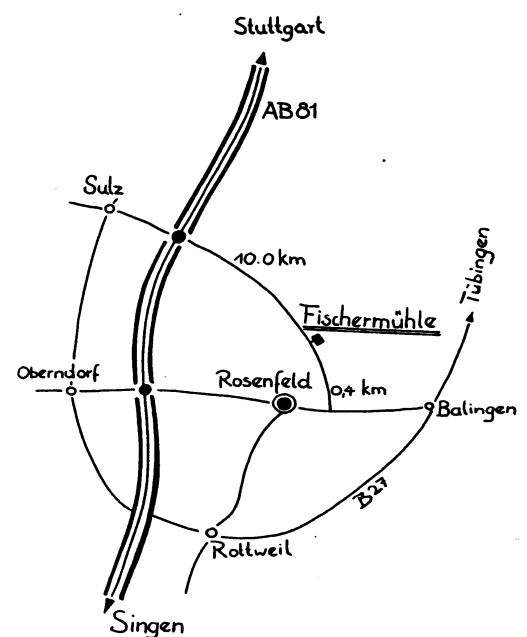 Stuttgart
AB81
Sulz
10.0 km
Tübingen
Fischermühle
Oberndorf
Rosenfeld
0,4 km
Balingen
B27
Rottweil
Singen